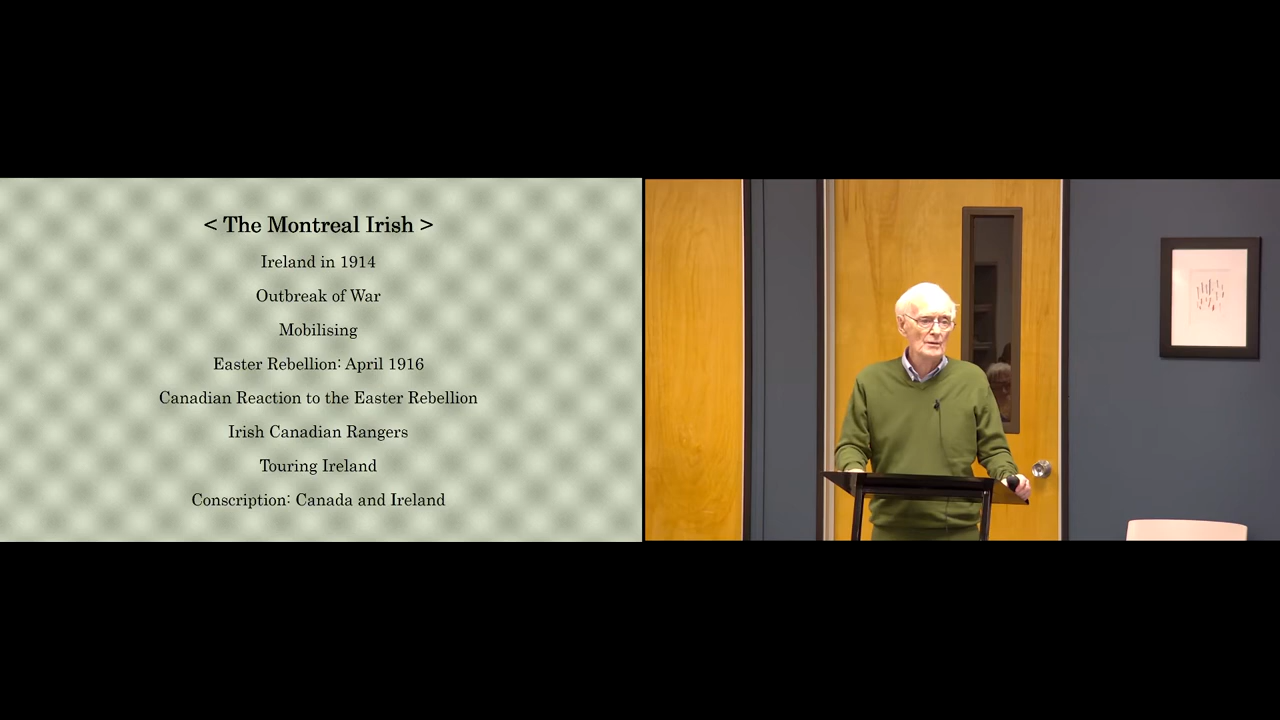 < The Montreal Irish >
Ireland in 1914
Outbreak of War
Mobilising
Easter Rebellion: April 1916
Canadian Reaction to the Easter Rebellion
Irish Canadian Rangers
Touring Ireland
Conscription: Canada and Ireland